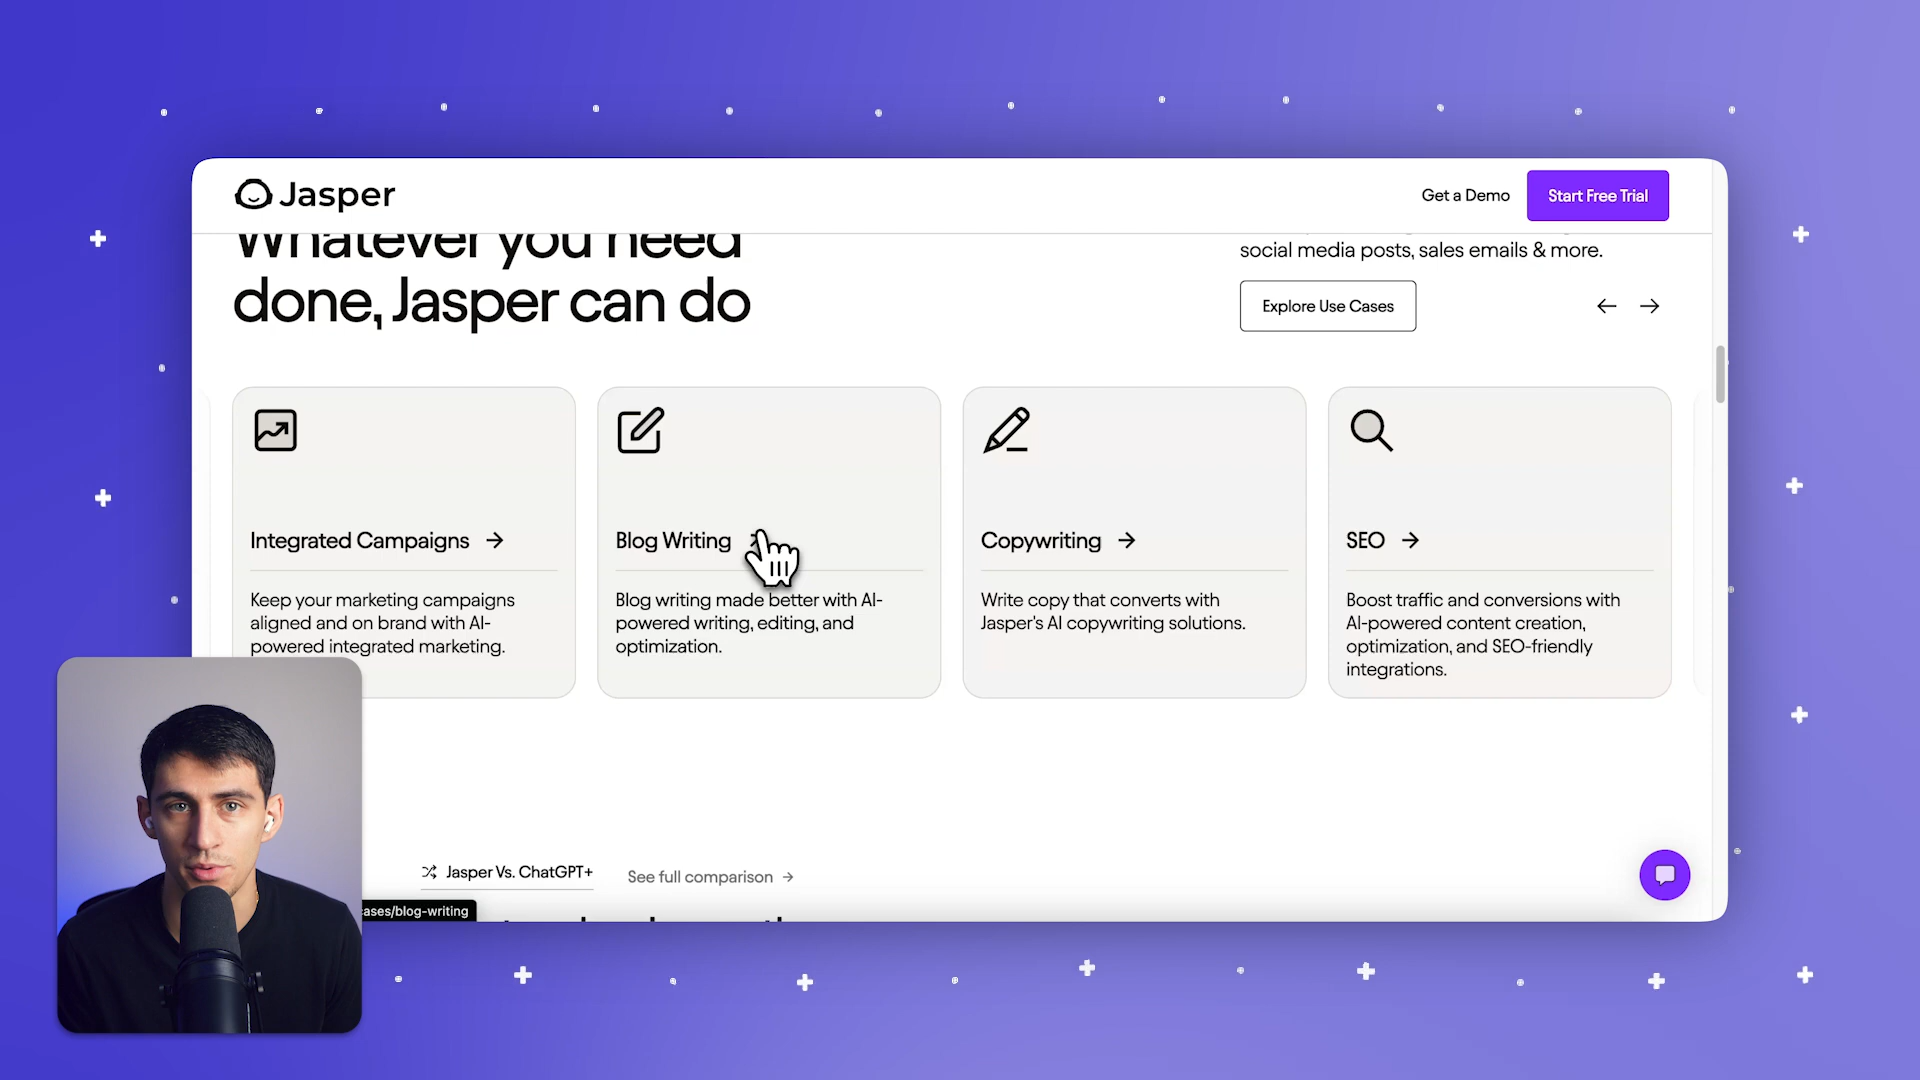 Jasper
Get a Demo
Start Free Trial
Whatever you need
done, Jasper can do
social media posts, sales emails & more.
Explore Use Cases
Integrated Campaigns
Keep your marketing campaigns
aligned and on brand with AI-
powered integrated marketing.
Blog Writing
Blog writing made better with AI-
powered writing, editing, and
optimization.
Copywriting
Write copy that converts with
Jasper's AI copywriting solutions.
SEO
Boost traffic and conversions with
AI-powered content creation,
optimization, and SEO-friendly
integrations.
Jasper Vs. ChatGPT+
See full comparison
ases/blog-writing